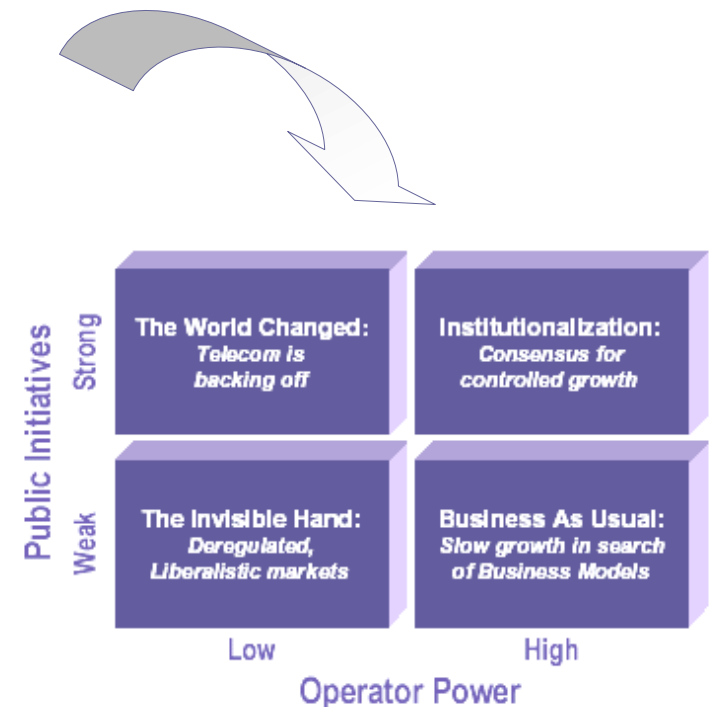 Public Initiatives
Strong
The World Changed:
Telecom is
backing off
Institutionalization:
Consensus for
controlled growth
Weak
The Invisible Hand:
Deregulated,
Liberalistic markets
Business As Usual:
Slow growth in search
of Business Models
Low
High
Operator Power